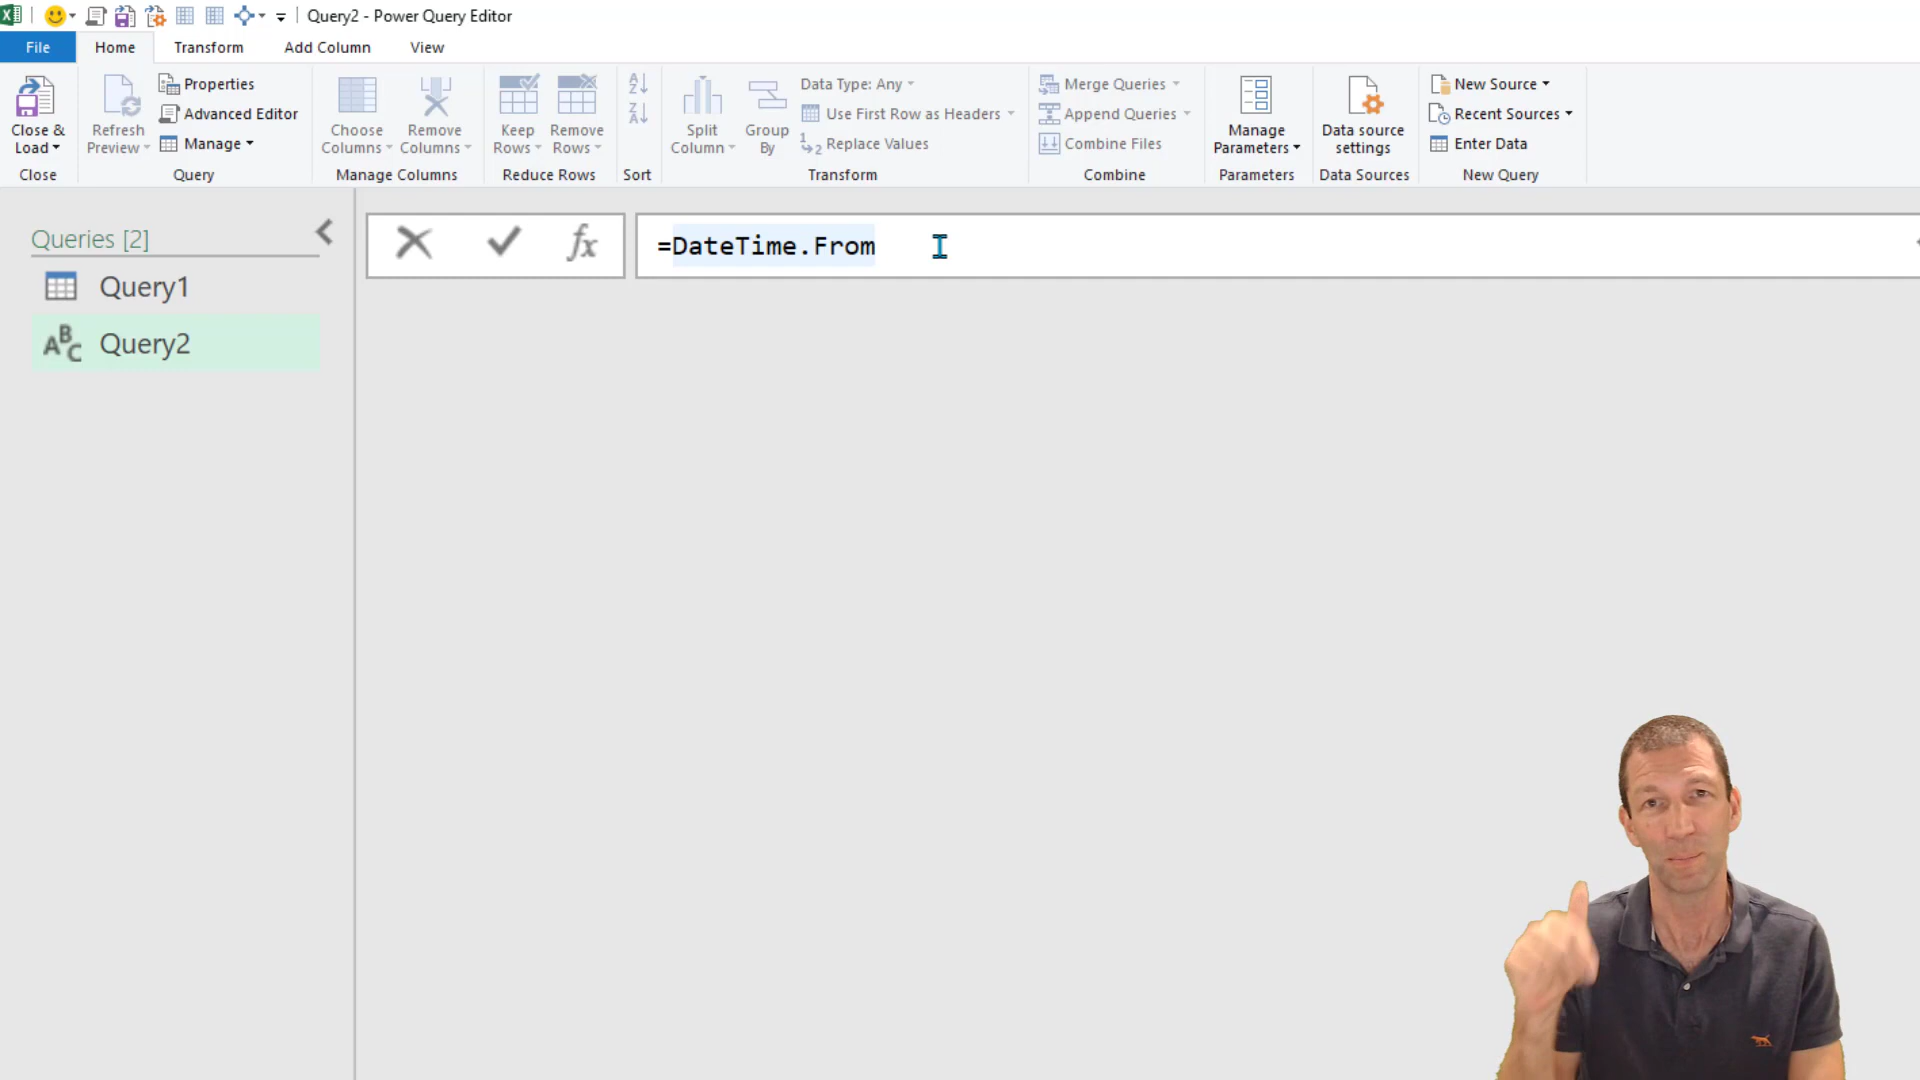 Query2 - Power Query Editor
File Home Transform Add Column View
Close & Load
Close
Refresh Preview
Properties
Advanced Editor
Manage
Query
Choose Columns
Remove Columns
Manage Columns
Keep Rows
Remove Rows
Reduce Rows
A Z
Z A
Sort
Split Column
Group By
Data Type: Any
Use First Row as Headers
1 2 Replace Values
Transform
Merge Queries
Append Queries
Combine Files
Combine
Manage Parameters
Parameters
Data source settings
Data Sources
New Source
Recent Sources
Enter Data
New Query
Queries [2]
fx
=DateTime.From
Query1
ABC Query2